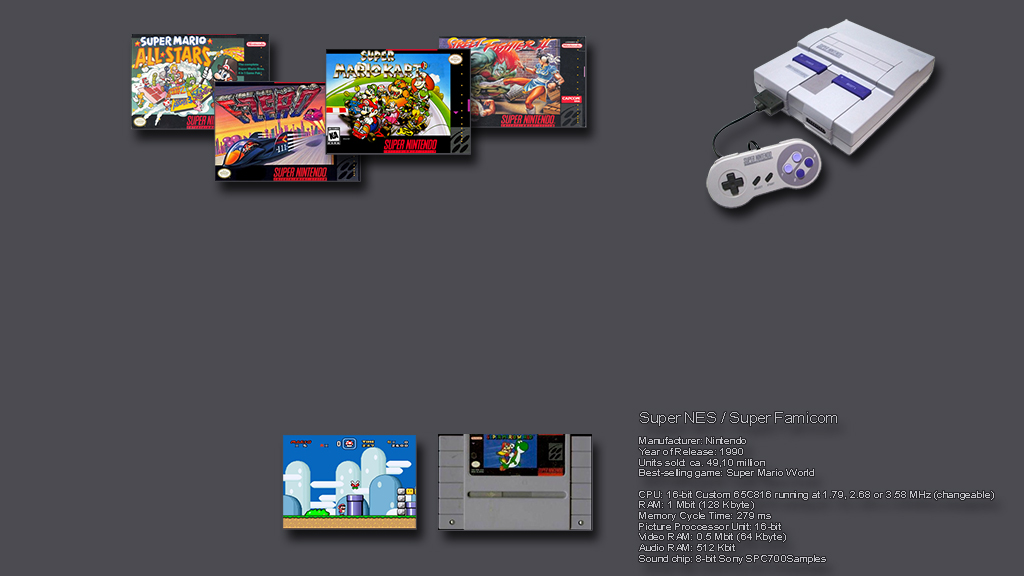 SUPER MARIO
ALL-STARS
SUPER
MARIO KART
Street Fighter II
CAPCOM
SUPER NINTENDO
SUPER NINTENDO
SUPER NINTENDO
SUPER NINTENDO
Super NES / Super Famicom
Manufacturer: Nintendo
Year of Release: 1990
Units sold: ca. 49,10 million
Best-selling game: Super Mario World
CPU: 16-bit Custom 65C816 running at 1.79, 2.68 or 3.58 MHz (changeable)
RAM: 1 Mbit (128 Kbyte)
Memory Cycle Time: 279 ms
Picture Proccessor Unit: 16-bit
Video RAM: 0.5 Mbit (64 Kbyte)
Audio RAM: 512 Kbit
Sound chip: 8-bit Sony SPC700Samples